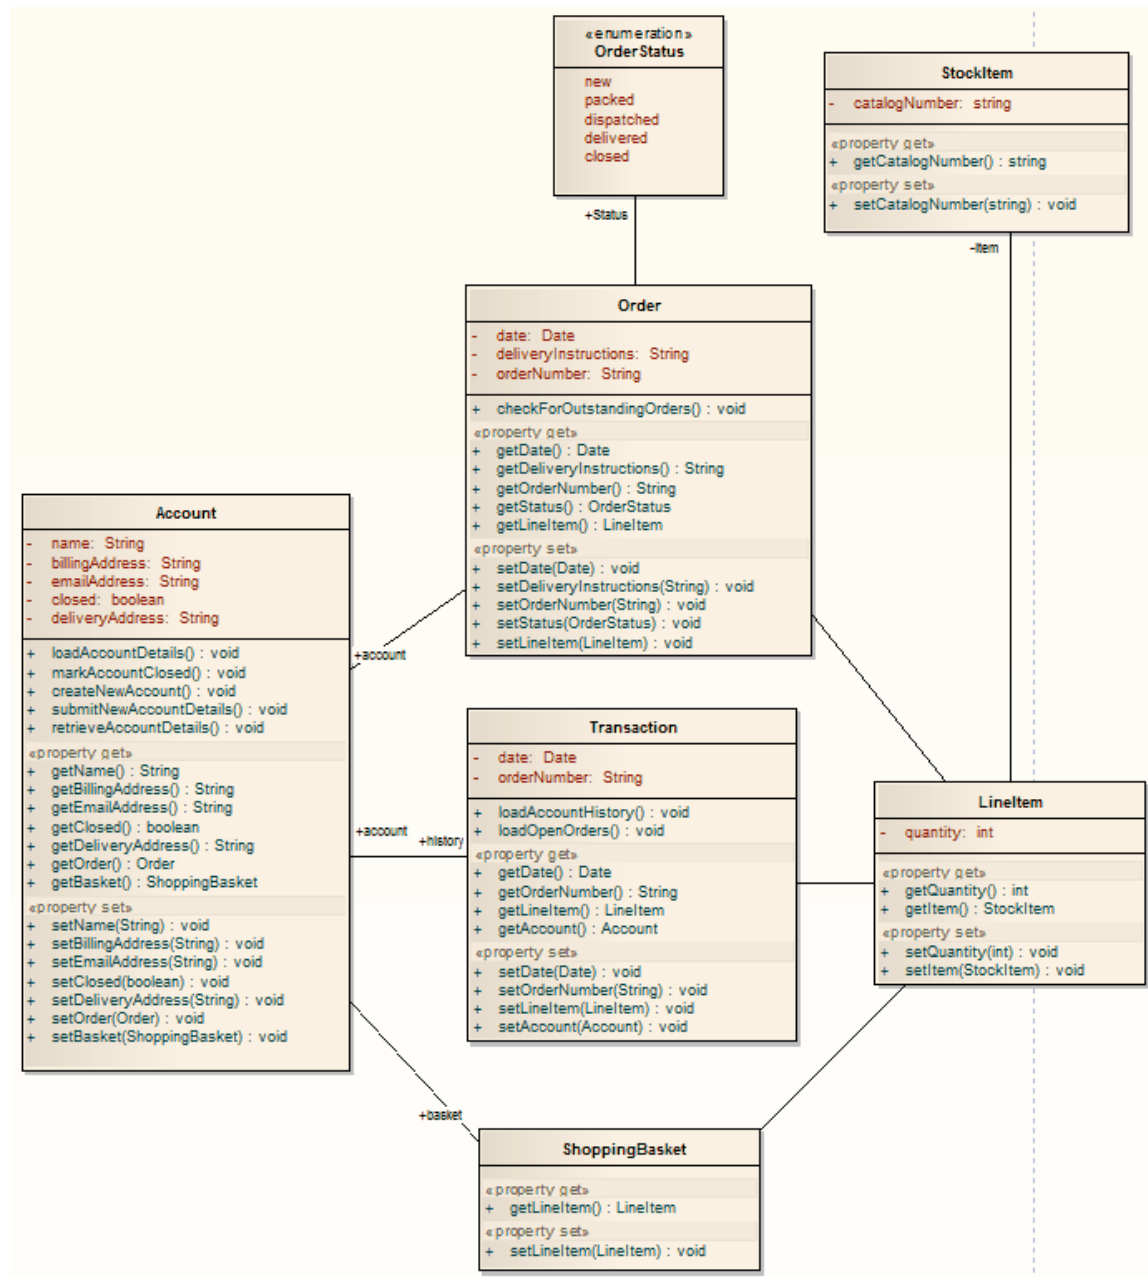 «enumeration»
OrderStatus
new
packed
dispatched
delivered
closed
+Status
StockItem
- catalogNumber: string
«property get»
+ getCatalogNumber() : string
«property set»
+ setCatalogNumber(string) : void
-Item
Order
- date: Date
- deliveryInstructions: String
- orderNumber: String
+ checkForOutstandingOrders() : void
«property get»
+ getDate() : Date
+ getDeliveryInstructions() : String
+ getOrderNumber() : String
+ getStatus() : OrderStatus
+ getLineItem() : LineItem
«property set»
+ setDate(Date) : void
+ setDeliveryInstructions(String) : void
+ setOrderNumber(String) : void
+ setStatus(OrderStatus) : void
+ setLineItem(LineItem) : void
Account
- name: String
- billingAddress: String
- emailAddress: String
- closed: boolean
- deliveryAddress: String
+ loadAccountDetails() : void
+ markAccountClosed() : void
+ createNewAccount() : void
+ submitNewAccountDetails() : void
+ retrieveAccountDetails() : void
«property get»
+ getName() : String
+ getBillingAddress() : String
+ getEmailAddress() : String
+ getClosed() : boolean
+ getDeliveryAddress() : String
+ getOrder() : Order
+ getBasket() : ShoppingBasket
«property set»
+ setName(String) : void
+ setBillingAddress(String) : void
+ setEmailAddress(String) : void
+ setClosed(boolean) : void
+ setDeliveryAddress(String) : void
+ setOrder(Order) : void
+ setBasket(ShoppingBasket) : void
+account
+account
+history
+basket
Transaction
- date: Date
- orderNumber: String
+ loadAccountHistory() : void
+ loadOpenOrders() : void
«property get»
+ getDate() : Date
+ getOrderNumber() : String
+ getLineItem() : LineItem
+ getAccount() : Account
«property set»
+ setDate(Date) : void
+ setOrderNumber(String) : void
+ setLineItem(LineItem) : void
+ setAccount(Account) : void
LineItem
- quantity: int
«property get»
+ getQuantity() : int
+ getItem() : StockItem
«property set»
+ setQuantity(int) : void
+ setItem(StockItem) : void
ShoppingBasket
«property get»
+ getLineItem() : LineItem
«property set»
+ setLineItem(LineItem) : void